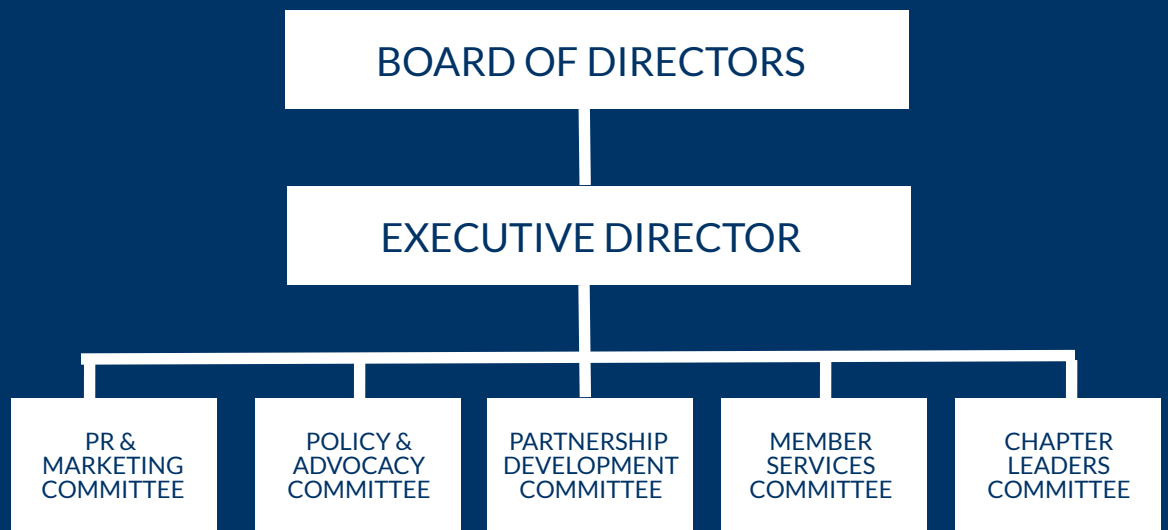 BOARD OF DIRECTORS
EXECUTIVE DIRECTOR
PR &
MARKETING
COMMITTEE
POLICY &
ADVOCACY
COMMITTEE
PARTNERSHIP
DEVELOPMENT
COMMITTEE
MEMBER
SERVICES
COMMITTEE
CHAPTER
LEADERS
COMMITTEE